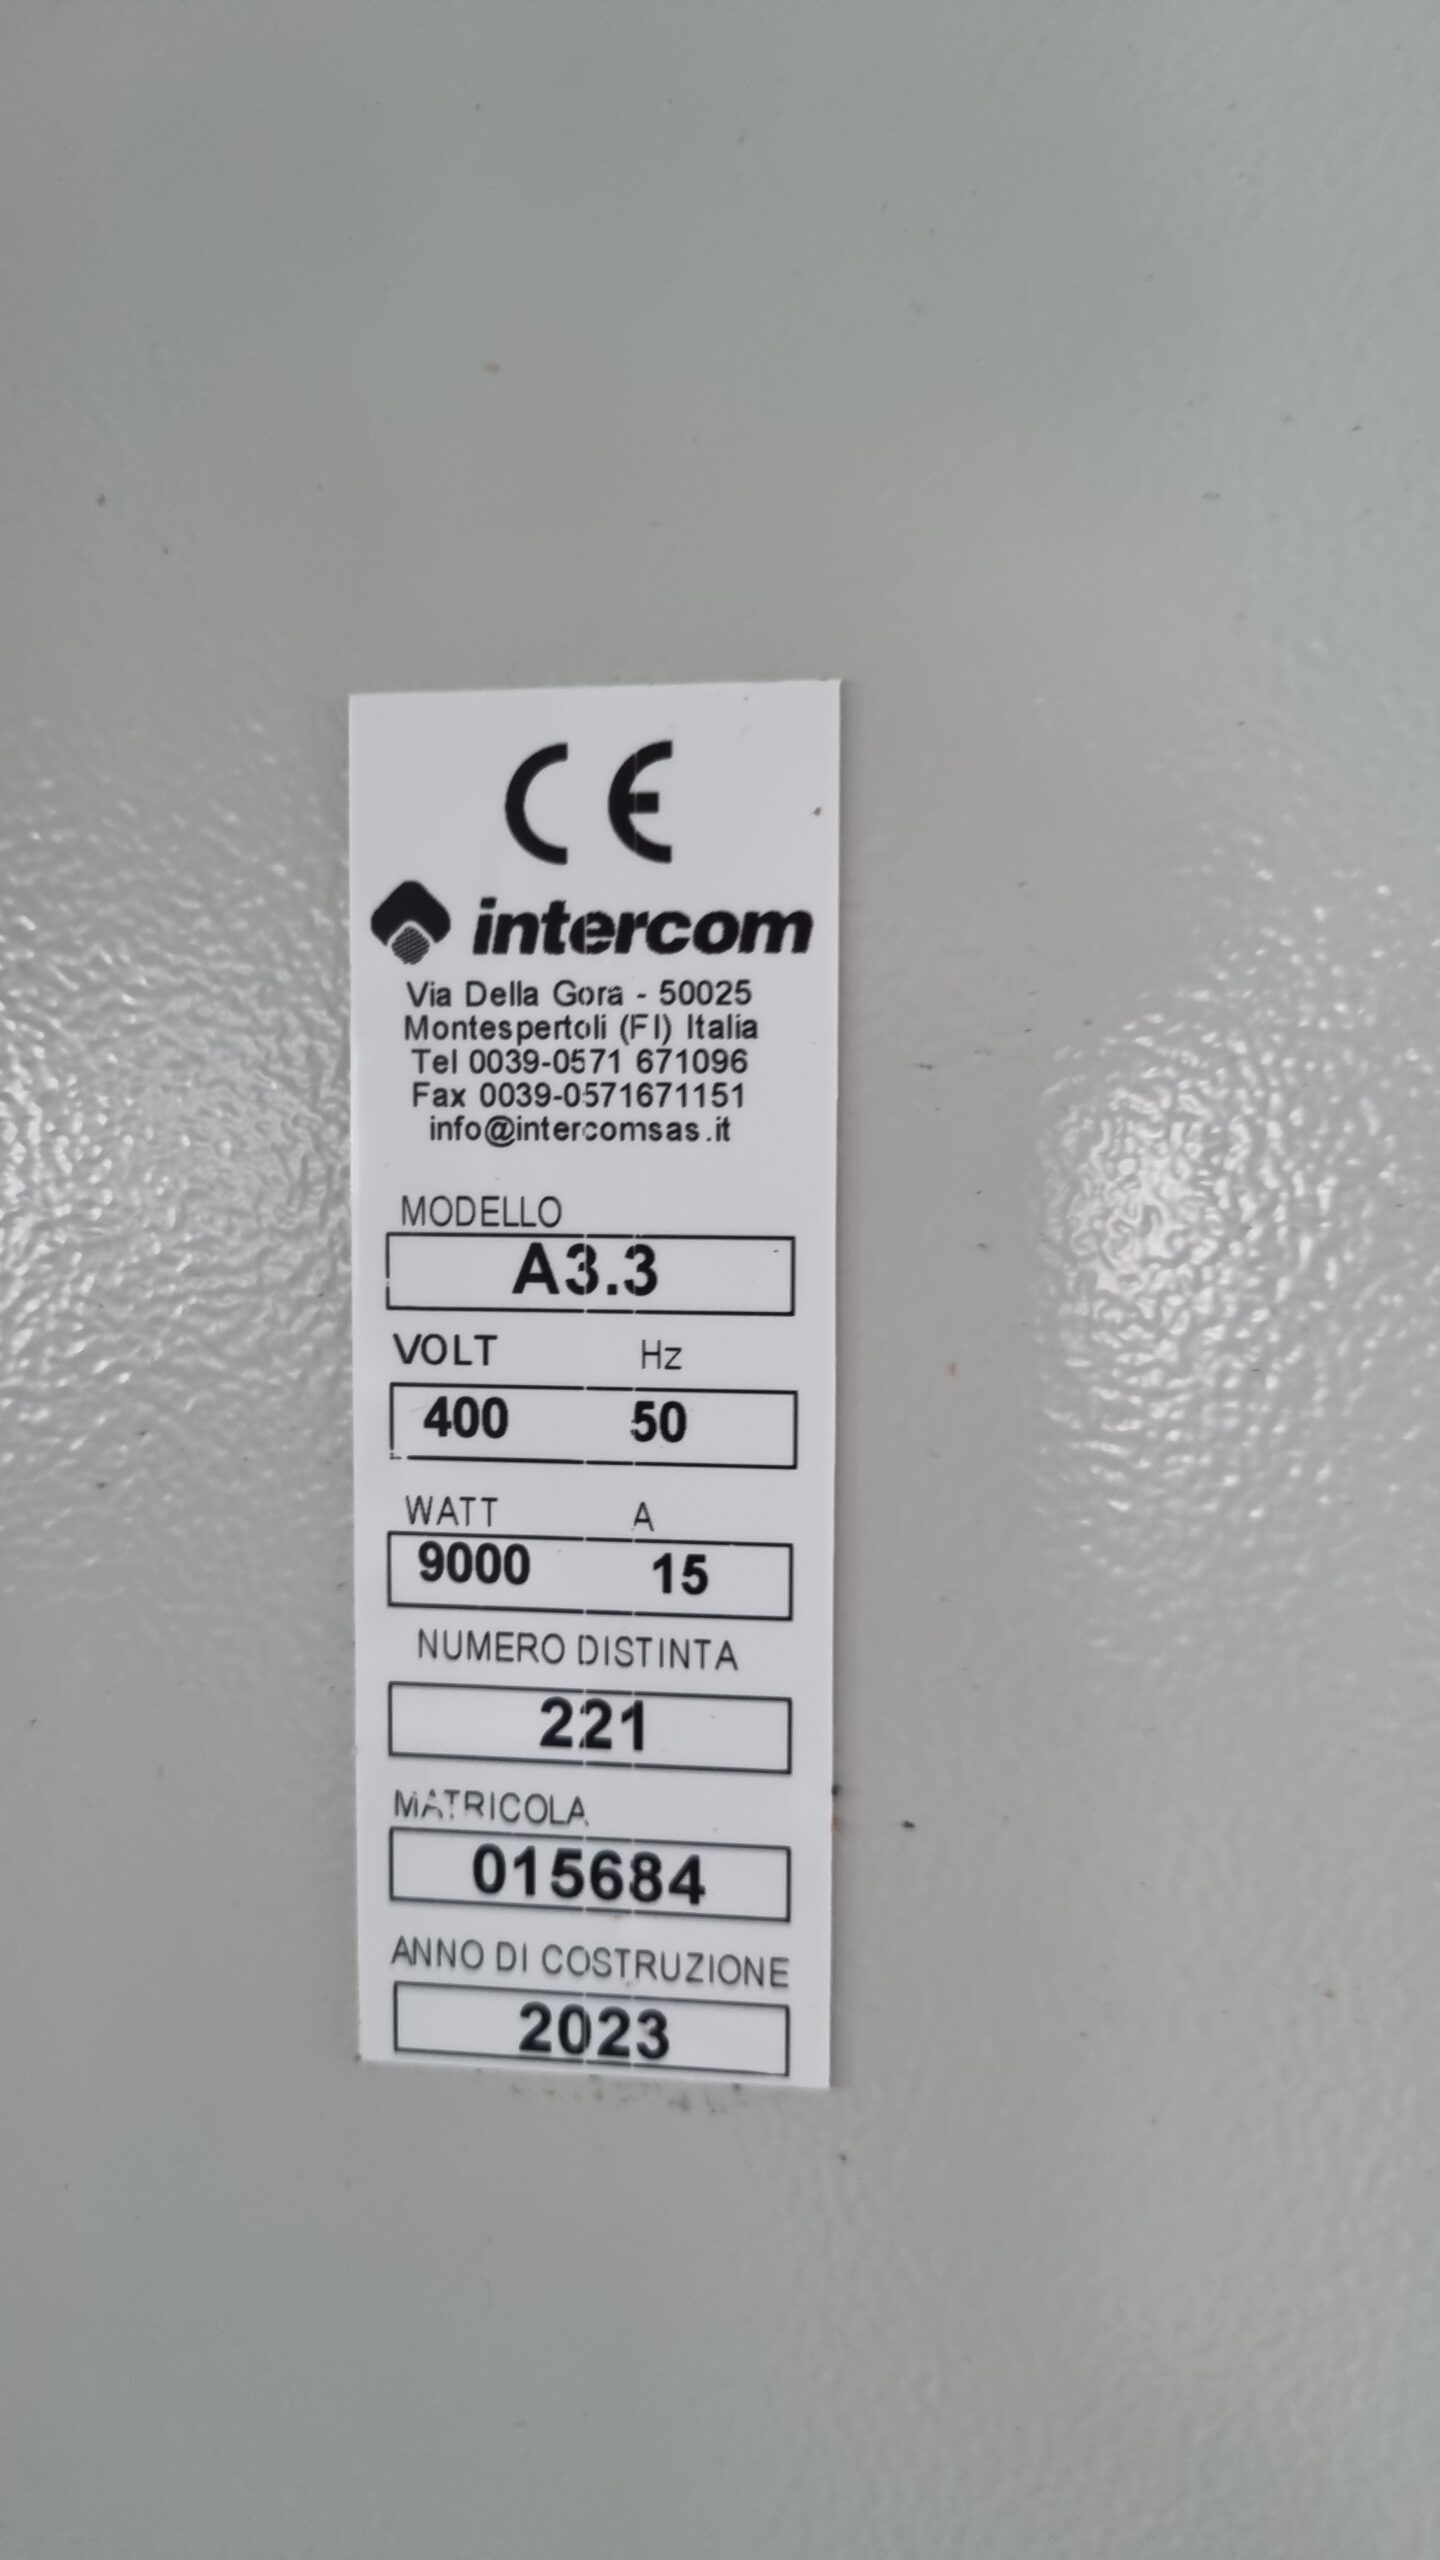 CE
intercom
Via Della Gora - 50025
Montespertoli (FI) Italia
Tel 0039-0571 671096
Fax 0039-0571671151
info@intercomsas.it
MODELLO
A3.3
VOLT Hz
400 50
WATT A
9000 15
NUMERO DISTINTA
221
MATRICOLA
015684
ANNO DI COSTRUZIONE
2023